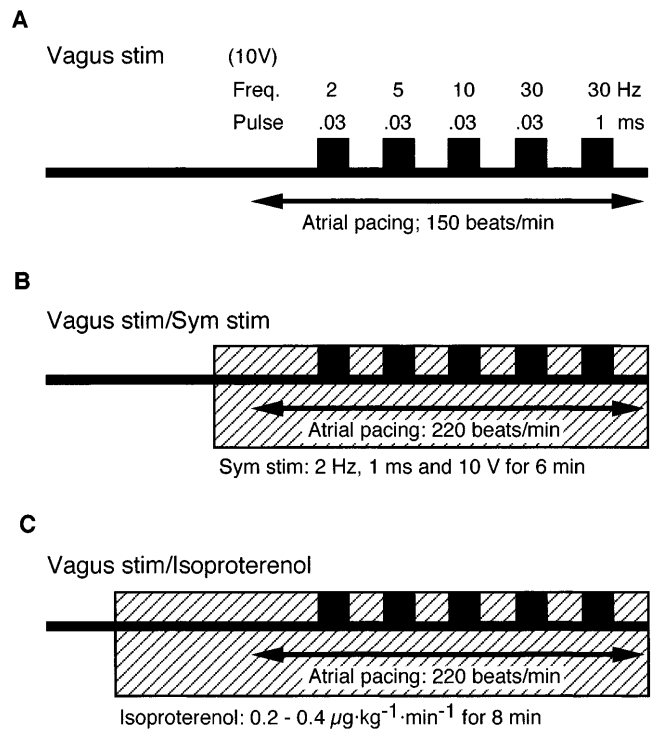 A
Vagus stim (10V)
Freq. 2 5 10 30 30 Hz
Pulse .03 .03 .03 .03 1 ms
Atrial pacing; 150 beats/min
B
Vagus stim/Sym stim
Atrial pacing: 220 beats/min
Sym stim: 2 Hz, 1 ms and 10 V for 6 min
C
Vagus stim/Isoproterenol
Atrial pacing: 220 beats/min
Isoproterenol: 0.2 - 0.4 µg·kg⁻¹·min⁻¹ for 8 min